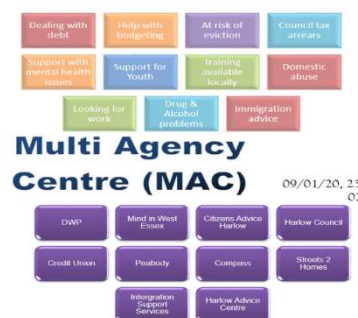 Dealing with
debt
Help with
budgeting
At risk of
eviction
Council tax
arrears
Support with
mental health
issues
Support for
Youth
Training
available
locally
Domestic
abuse
Looking for
work
Drug &
Alcohol
problems
Immigration
advice
Multi Agency
Centre (MAC)
09/01/20, 23
02
DWP
Mind in West
Essex
Citizens Advice
Harlow
Harlow Council
Credit Union
Peabody
Compass
Streets 2
Homes
Intergration
Support
Services
Harlow Advice
Centre